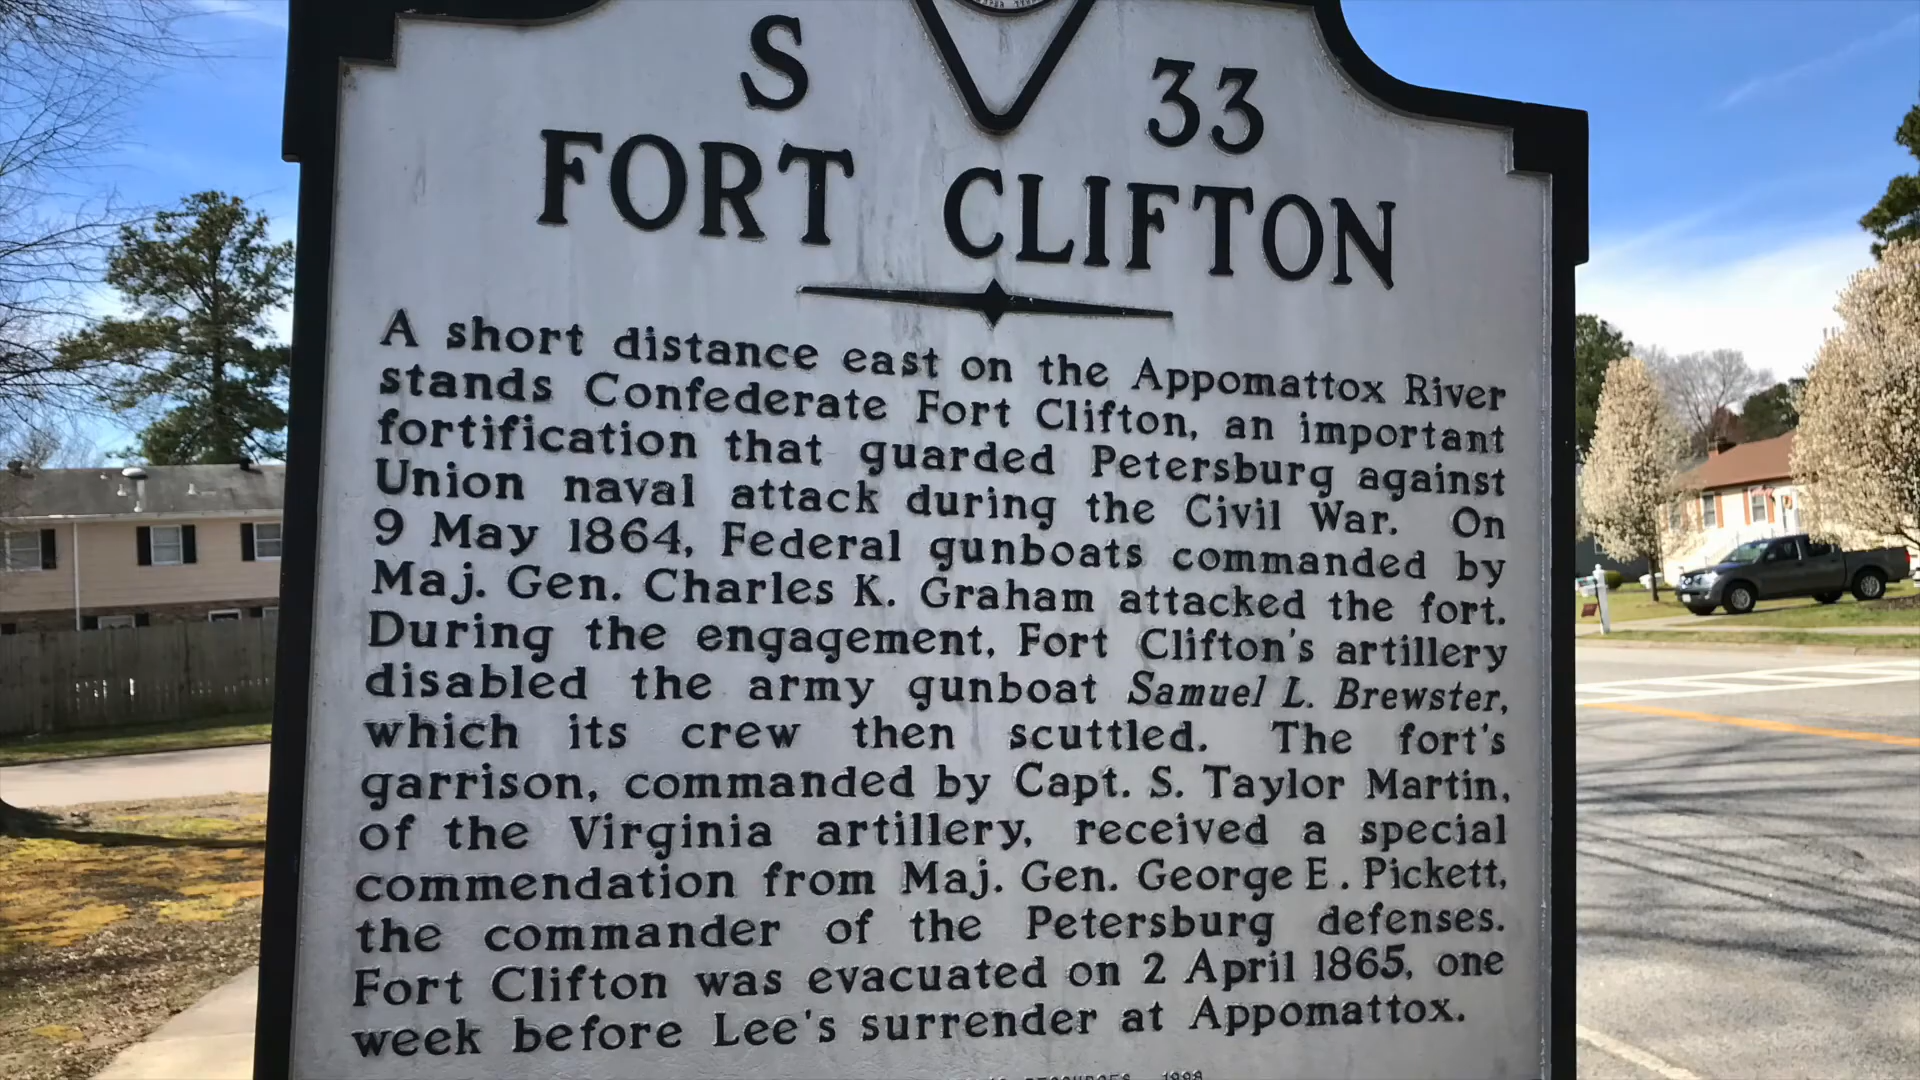 S 33
FORT CLIFTON
A short distance east on the Appomattox River
stands Confederate Fort Clifton, an important
fortification that guarded Petersburg against
Union naval attack during the Civil War. On
9 May 1864, Federal gunboats commanded by
Maj. Gen. Charles K. Graham attacked the fort.
During the engagement, Fort Clifton's artillery
disabled the army gunboat Samuel L. Brewster,
which its crew then scuttled. The fort's
garrison, commanded by Capt. S. Taylor Martin,
of the Virginia artillery, received a special
commendation from Maj. Gen. George E. Pickett,
the commander of the Petersburg defenses.
Fort Clifton was evacuated on 2 April 1865, one
week before Lee's surrender at Appomattox.
RESOURCES, 1998